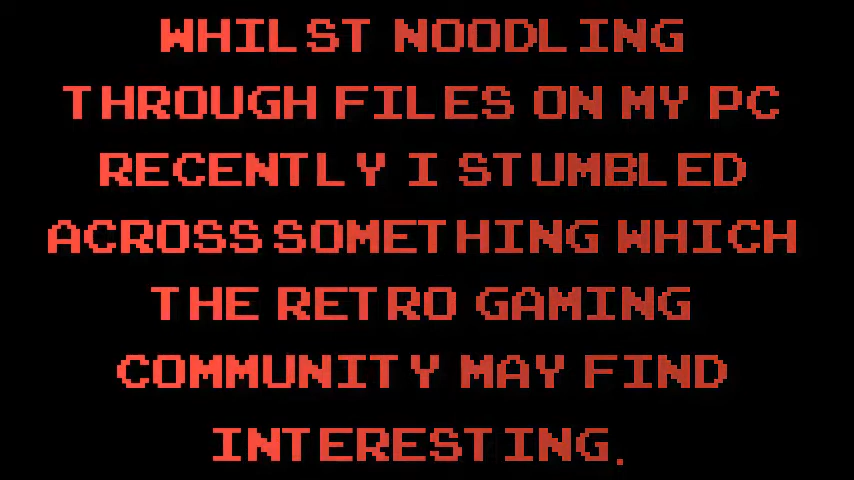 WHILST NOODLING
THROUGH FILES ON MY PC
RECENTLY I STUMBLED
ACROSS SOMETHING WHICH
THE RETRO GAMING
COMMUNITY MAY FIND
INTERESTING.